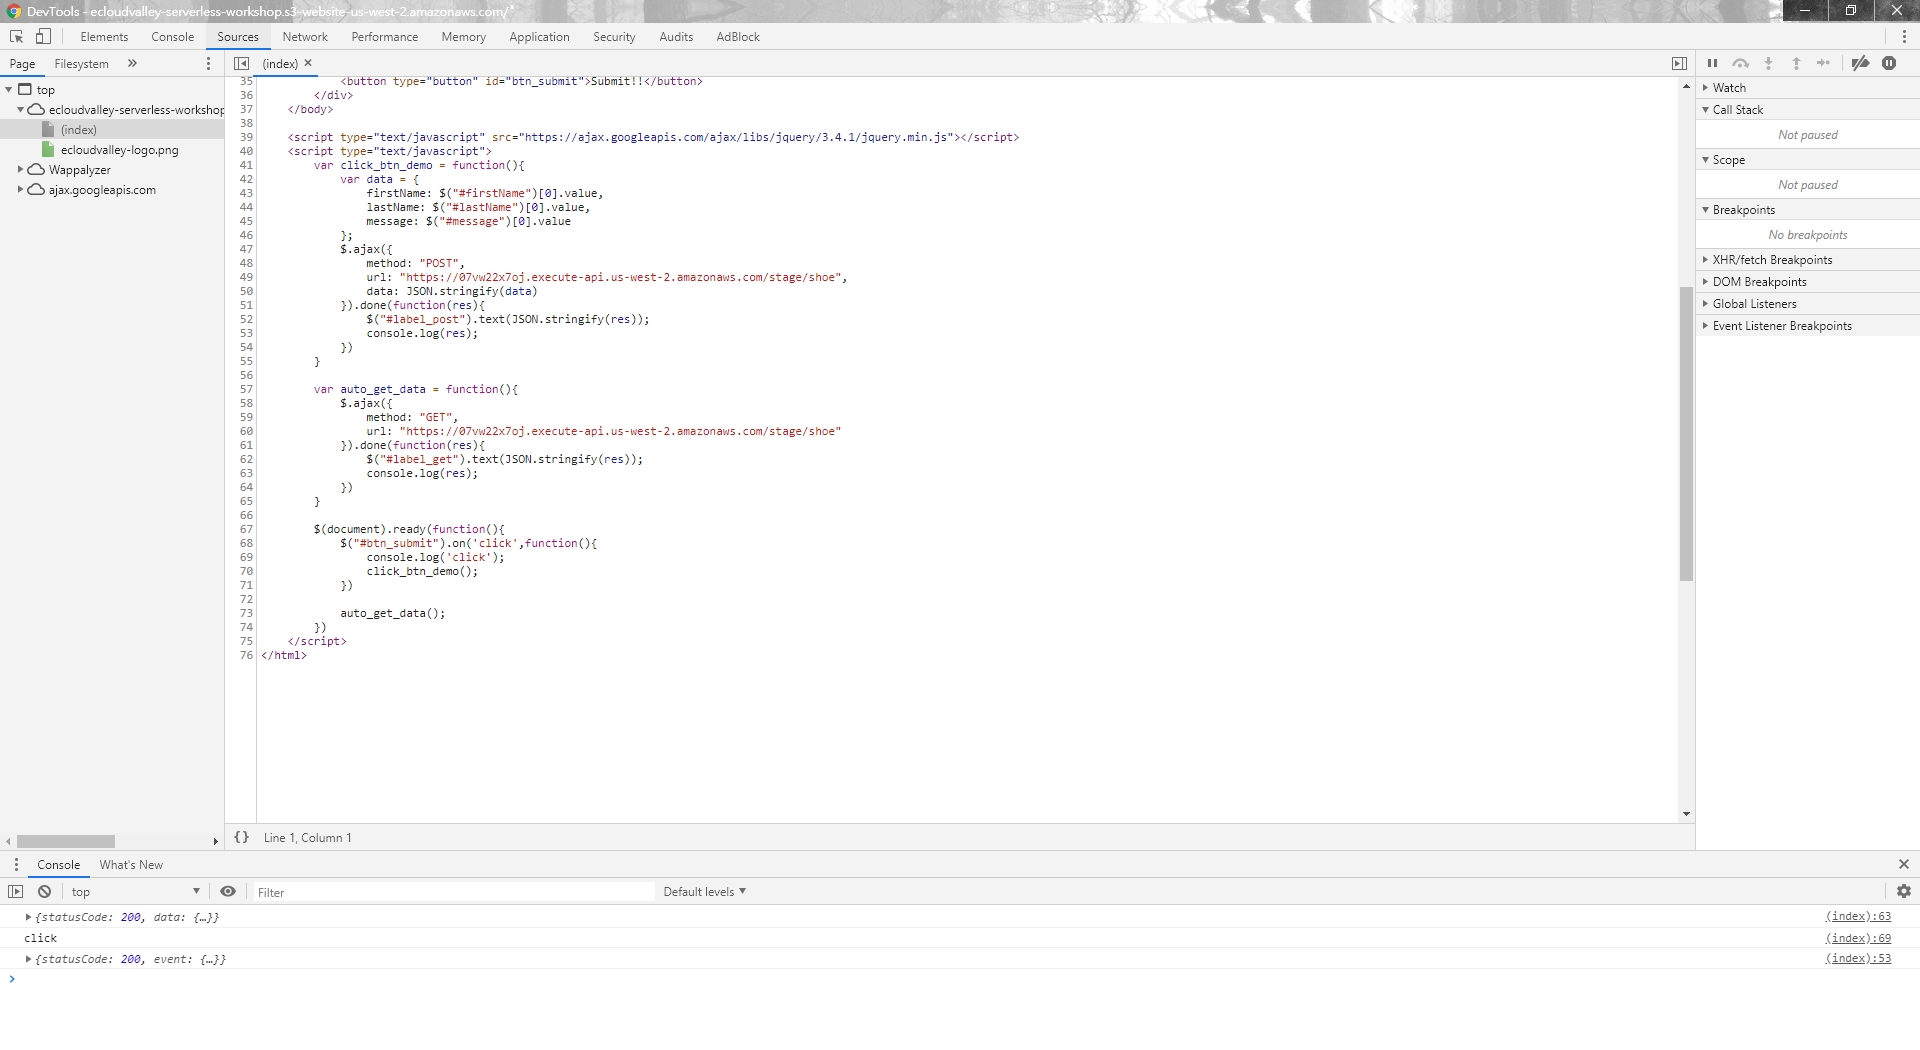 DevTools - ecloudvalley-serverless-workshop.s3-website-us-west-2.amazonaws.com/
Elements Console Sources Network Performance Memory Application Security Audits AdBlock
Page Filesystem »
(index) ×
top
ecloudvalley-serverless-workshop
(index)
ecloudvalley-logo.png
Wappalyzer
ajax.googleapis.com
35 <button type="button" id="btn_submit">Submit!!</button>
36 </div>
37 </body>
38
39 <script type="text/javascript" src="https://ajax.googleapis.com/ajax/libs/jquery/3.4.1/jquery.min.js"></script>
40 <script type="text/javascript">
41 var click_btn_demo = function(){
42 var data = {
43 firstName: $("#firstName")[0].value,
44 lastName: $("#lastName")[0].value,
45 message: $("#message")[0].value
46 };
47 $.ajax({
48 method: "POST",
49 url: "https://07vw22x7oj.execute-api.us-west-2.amazonaws.com/stage/shoe",
50 data: JSON.stringify(data)
51 }).done(function(res){
52 $("#label_post").text(JSON.stringify(res));
53 console.log(res);
54 })
55 }
56
57 var auto_get_data = function(){
58 $.ajax({
59 method: "GET",
60 url: "https://07vw22x7oj.execute-api.us-west-2.amazonaws.com/stage/shoe"
61 }).done(function(res){
62 $("#label_get").text(JSON.stringify(res));
63 console.log(res);
64 })
65 }
66
67 $(document).ready(function(){
68 $("#btn_submit").on('click',function(){
69 console.log('click');
70 click_btn_demo();
71 })
72
73 auto_get_data();
74 })
75 </script>
76 </html>
{} Line 1, Column 1
Watch
Call Stack
Not paused
Scope
Not paused
Breakpoints
No breakpoints
XHR/fetch Breakpoints
DOM Breakpoints
Global Listeners
Event Listener Breakpoints
Console What's New
top Filter Default levels
{statusCode: 200, data: {…}} (index):63
click (index):69
{statusCode: 200, event: {…}} (index):53
>